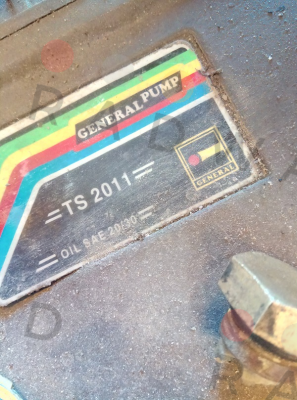 GENERAL PUMP
=TS 2011=
GENERAL
=OIL SAE 20/30=